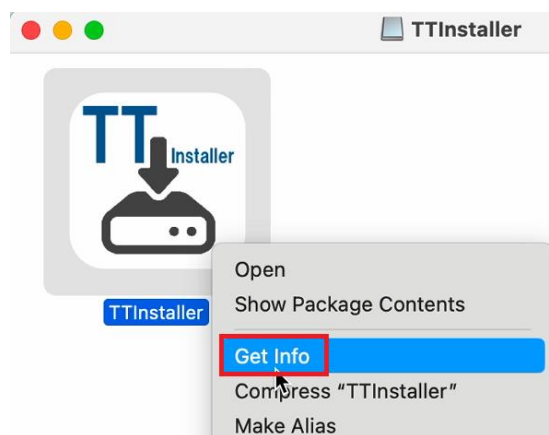 TTInstaller
TT Installer
TTInstaller
Open
Show Package Contents
Get Info
Compress “TTInstaller”
Make Alias